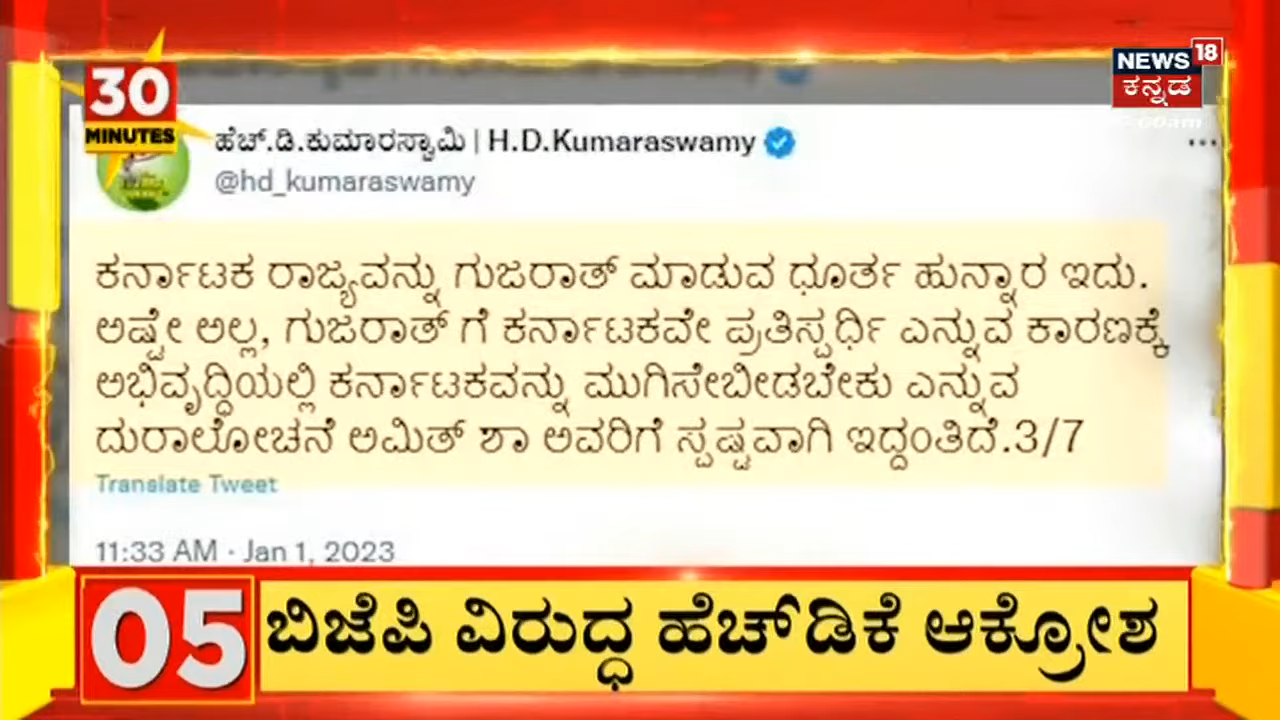 30
MINUTES
NEWS 18
ಕನ್ನಡ
ಹೆಚ್.ಡಿ.ಕುಮಾರಸ್ವಾಮಿ | H.D.Kumaraswamy
@hd_kumaraswamy
ಕರ್ನಾಟಕ ರಾಜ್ಯವನ್ನು ಗುಜರಾತ್ ಮಾಡುವ ಧೂರ್ತ ಹುನ್ನಾರ ಇದು.
ಅಷ್ಟೇ ಅಲ್ಲ, ಗುಜರಾತ್ ಗೆ ಕರ್ನಾಟಕವೇ ಪ್ರತಿಸ್ಪರ್ಧಿ ಎನ್ನುವ ಕಾರಣಕ್ಕೆ
ಅಭಿವೃದ್ಧಿಯಲ್ಲಿ ಕರ್ನಾಟಕವನ್ನು ಮುಗಿಸೇಬೀಡಬೇಕು ಎನ್ನುವ
ದುರಾಲೋಚನೆ ಅಮಿತ್ ಶಾ ಅವರಿಗೆ ಸ್ಪಷ್ಟವಾಗಿ ಇದ್ದಂತಿದೆ.3/7
Translate Tweet
11:33 AM · Jan 1, 2023
05 ಬಿಜೆಪಿ ವಿರುದ್ಧ ಹೆಚ್‌ಡಿಕೆ ಆಕ್ರೋಶ